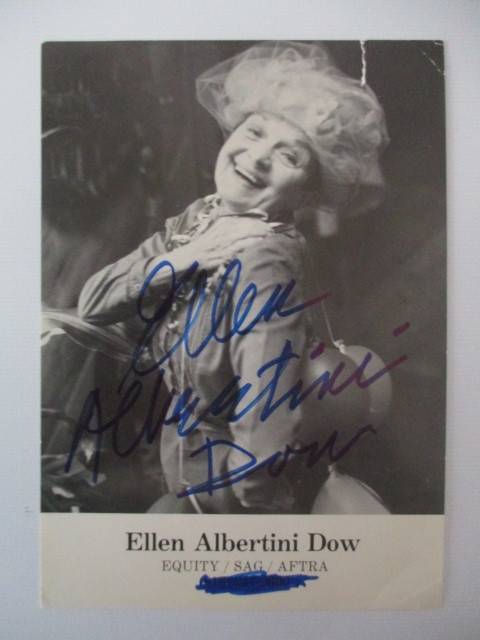 Ellen
Albertini
Dow
Ellen Albertini Dow
EQUITY / SAG / AFTRA